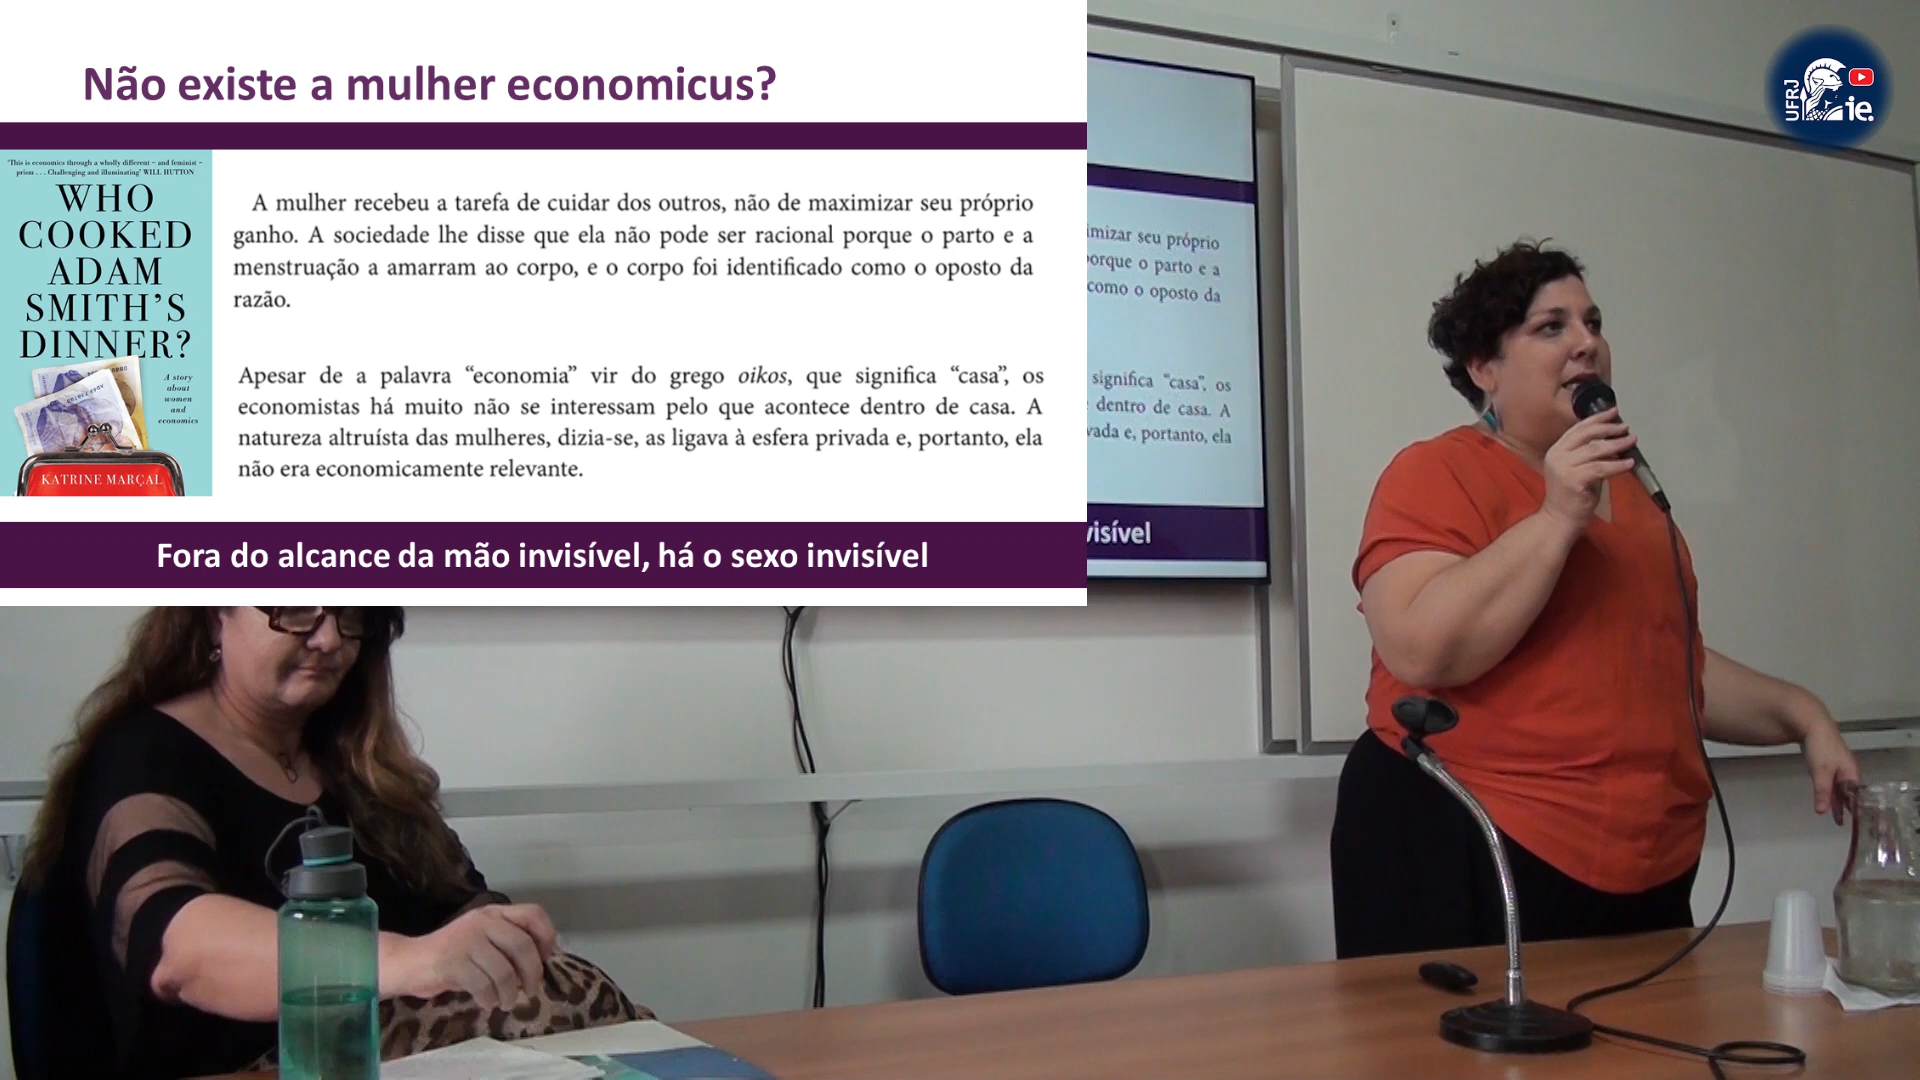 Não existe a mulher economicus?
'This is economics through a wholly different – and feminist –
prism . . . Challenging and illuminating' WILL HUTTON
WHO
COOKED
ADAM
SMITH'S
DINNER?
A story
about
women
and
economics
KATRINE MARÇAL
A mulher recebeu a tarefa de cuidar dos outros, não de maximizar seu próprio
ganho. A sociedade lhe disse que ela não pode ser racional porque o parto e a
menstruação a amarram ao corpo, e o corpo foi identificado como o oposto da
razão.
Apesar de a palavra “economia” vir do grego oikos, que significa “casa”, os
economistas há muito não se interessam pelo que acontece dentro de casa. A
natureza altruísta das mulheres, dizia-se, as ligava à esfera privada e, portanto, ela
não era economicamente relevante.
Fora do alcance da mão invisível, há o sexo invisível
imizar seu próprio
porque o parto e a
como o oposto da
significa “casa”, os
dentro de casa. A
vada e, portanto, ela
visível
UFRJ
ie.